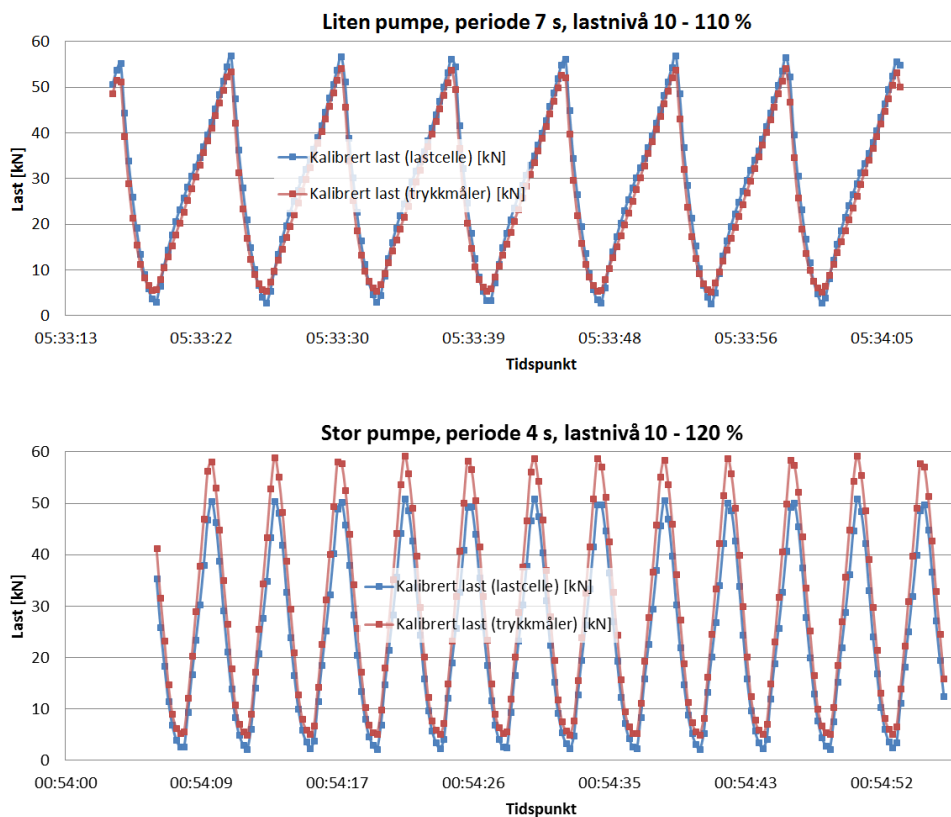 Liten pumpe, periode 7 s, lastnivå 10 - 110 %
60
50
40
30
20
10
0
Last [kN]
Kalibrert last (lastcelle) [kN]
Kalibrert last (trykkmåler) [kN]
05:33:13 05:33:22 05:33:30 05:33:39 05:33:48 05:33:56 05:34:05
Tidspunkt
Stor pumpe, periode 4 s, lastnivå 10 - 120 %
60
50
40
30
20
10
0
Last [kN]
Kalibrert last (lastcelle) [kN]
Kalibrert last (trykkmåler) [kN]
00:54:00 00:54:09 00:54:17 00:54:26 00:54:35 00:54:43 00:54:52
Tidspunkt